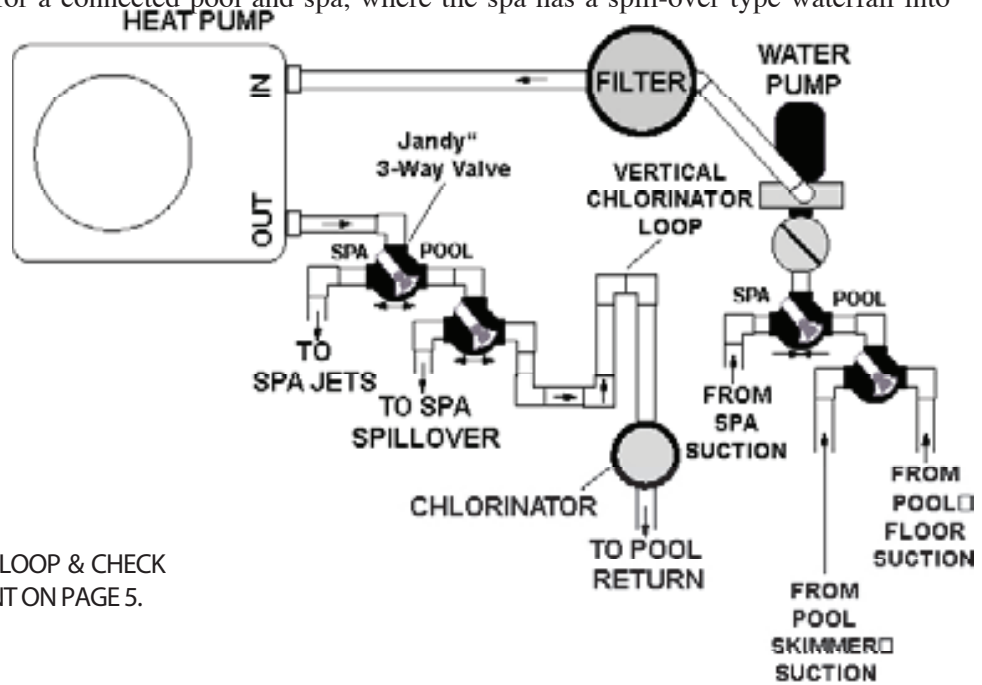 for a connected pool and spa, where the spa has a spill-over type waterfall into
HEAT PUMP
IN
OUT
FILTER
WATER
PUMP
Jandy"
3-Way Valve
VERTICAL
CHLORINATOR
LOOP
SPA
POOL
TO
SPA JETS
TO SPA
SPILLOVER
CHLORINATOR
TO POOL
RETURN
SPA
POOL
FROM
SPA
SUCTION
FROM
POOL□
FLOOR
SUCTION
FROM
POOL
SKIMMER□
SUCTION
LOOP & CHECK
ON PAGE 5.